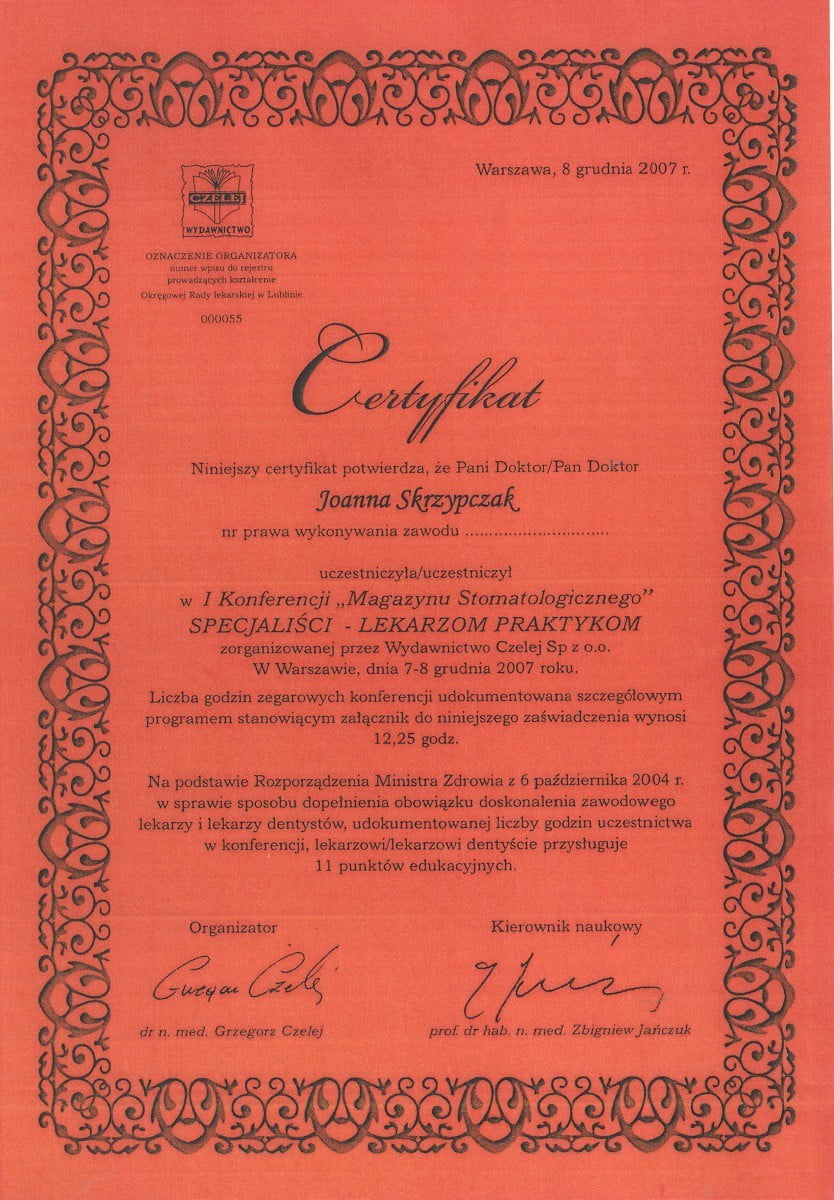 Warszawa, 8 grudnia 2007 r.
CZELEJ
WYDAWNICTWO
OZNACZENIE ORGANIZATORA
numer wpisu do rejestru
prowadzących kształcenie
Okręgowej Rady lekarskiej w Lublinie
000055
Certyfikat
Niniejszy certyfikat potwierdza, że Pani Doktor/Pan Doktor
Joanna Skrzypczak
nr prawa wykonywania zawodu ................................
uczestniczyła/uczestniczył
w I Konferencji „Magazynu Stomatologicznego”
SPECJALIŚCI - LEKARZOM PRAKTYKOM
zorganizowanej przez Wydawnictwo Czelej Sp z o.o.
W Warszawie, dnia 7-8 grudnia 2007 roku.
Liczba godzin zegarowych konferencji udokumentowana szczegółowym
programem stanowiącym załącznik do niniejszego zaświadczenia wynosi
12,25 godz.
Na podstawie Rozporządzenia Ministra Zdrowia z 6 października 2004 r.
w sprawie sposobu dopełnienia obowiązku doskonalenia zawodowego
lekarzy i lekarzy dentystów, udokumentowanej liczby godzin uczestnictwa
w konferencji, lekarzowi/lekarzowi dentyście przysługuje
11 punktów edukacyjnych.
Organizator
Kierownik naukowy
Grzegorz Czelej
dr n. med. Grzegorz Czelej
prof. dr hab. n. med. Zbigniew Jańczuk